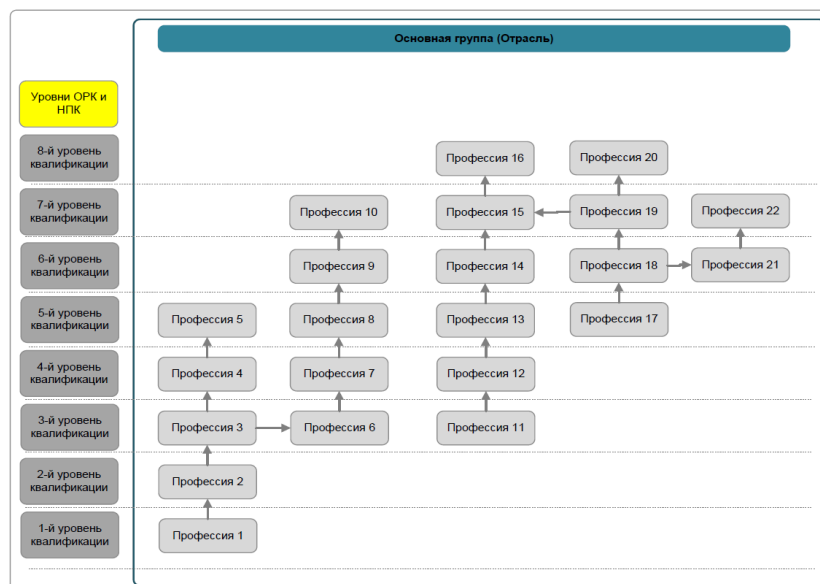 Основная группа (Отрасль)
Уровни ОРК и
НПК
8-й уровень
квалификации
Профессия 16
Профессия 20
7-й уровень
квалификации
Профессия 10
Профессия 15
Профессия 19
Профессия 22
6-й уровень
квалификации
Профессия 9
Профессия 14
Профессия 18
Профессия 21
5-й уровень
квалификации
Профессия 5
Профессия 8
Профессия 13
Профессия 17
4-й уровень
квалификации
Профессия 4
Профессия 7
Профессия 12
3-й уровень
квалификации
Профессия 3
Профессия 6
Профессия 11
2-й уровень
квалификации
Профессия 2
1-й уровень
квалификации
Профессия 1